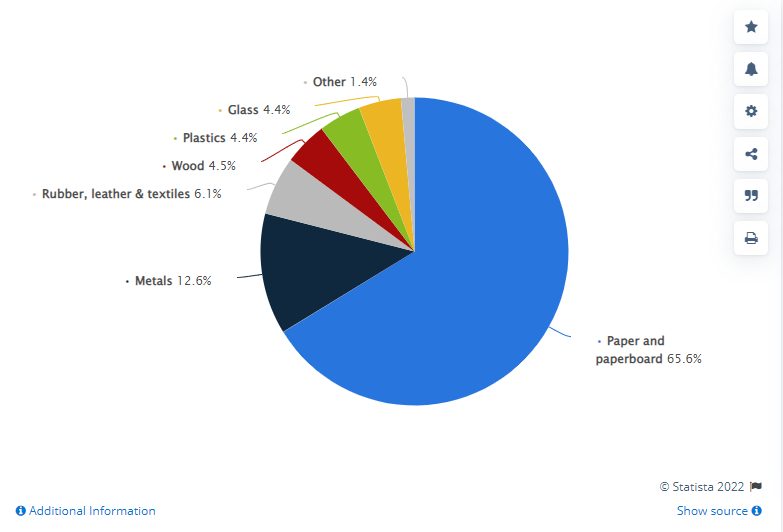 Other 1.4%
Glass 4.4%
Plastics 4.4%
Wood 4.5%
Rubber, leather & textiles 6.1%
Metals 12.6%
Paper and
paperboard 65.6%
© Statista 2022
Additional Information
Show source